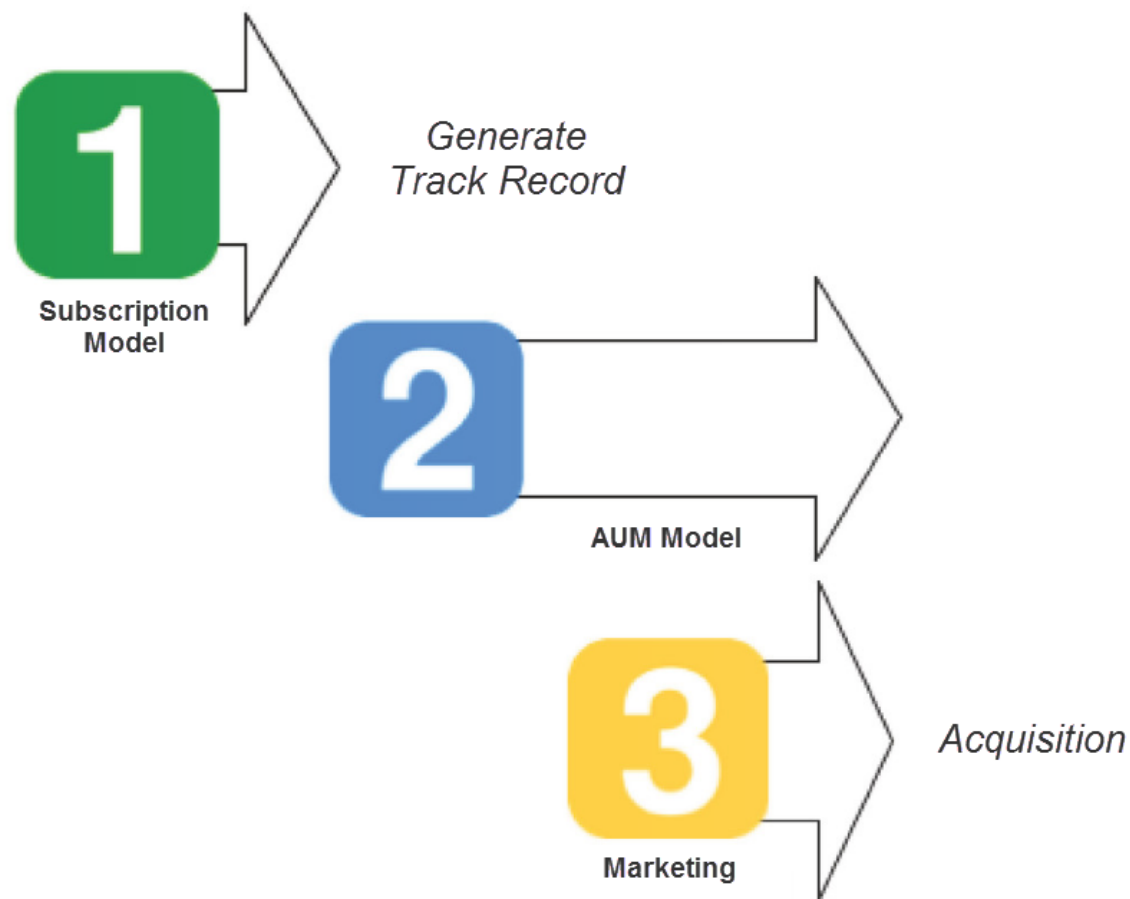 1
Generate
Track Record
Subscription
Model
2
AUM Model
3
Acquisition
Marketing